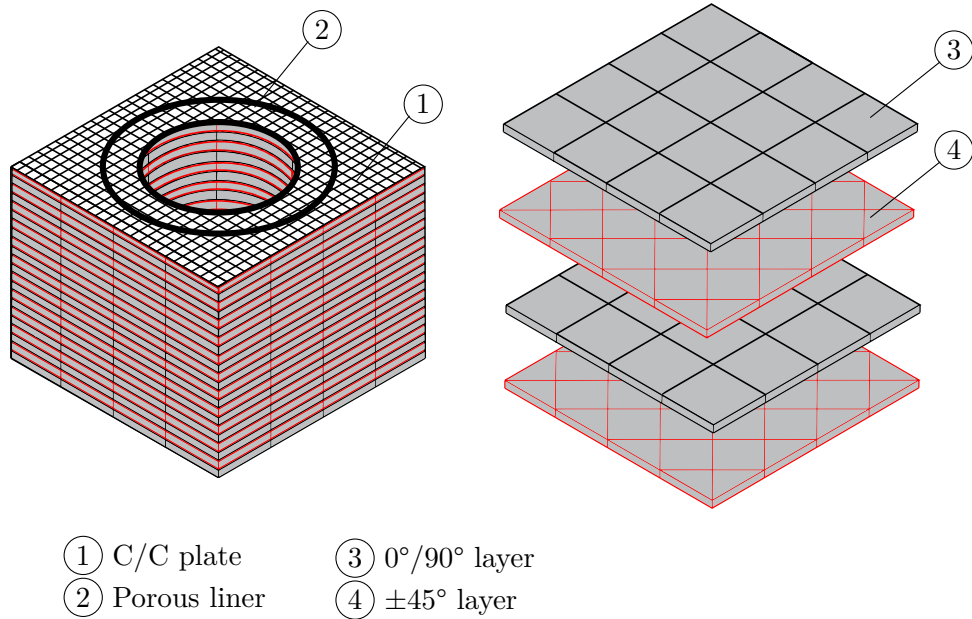 2
1
3
4
1 C/C plate
3 0°/90° layer
2 Porous liner
4 ±45° layer